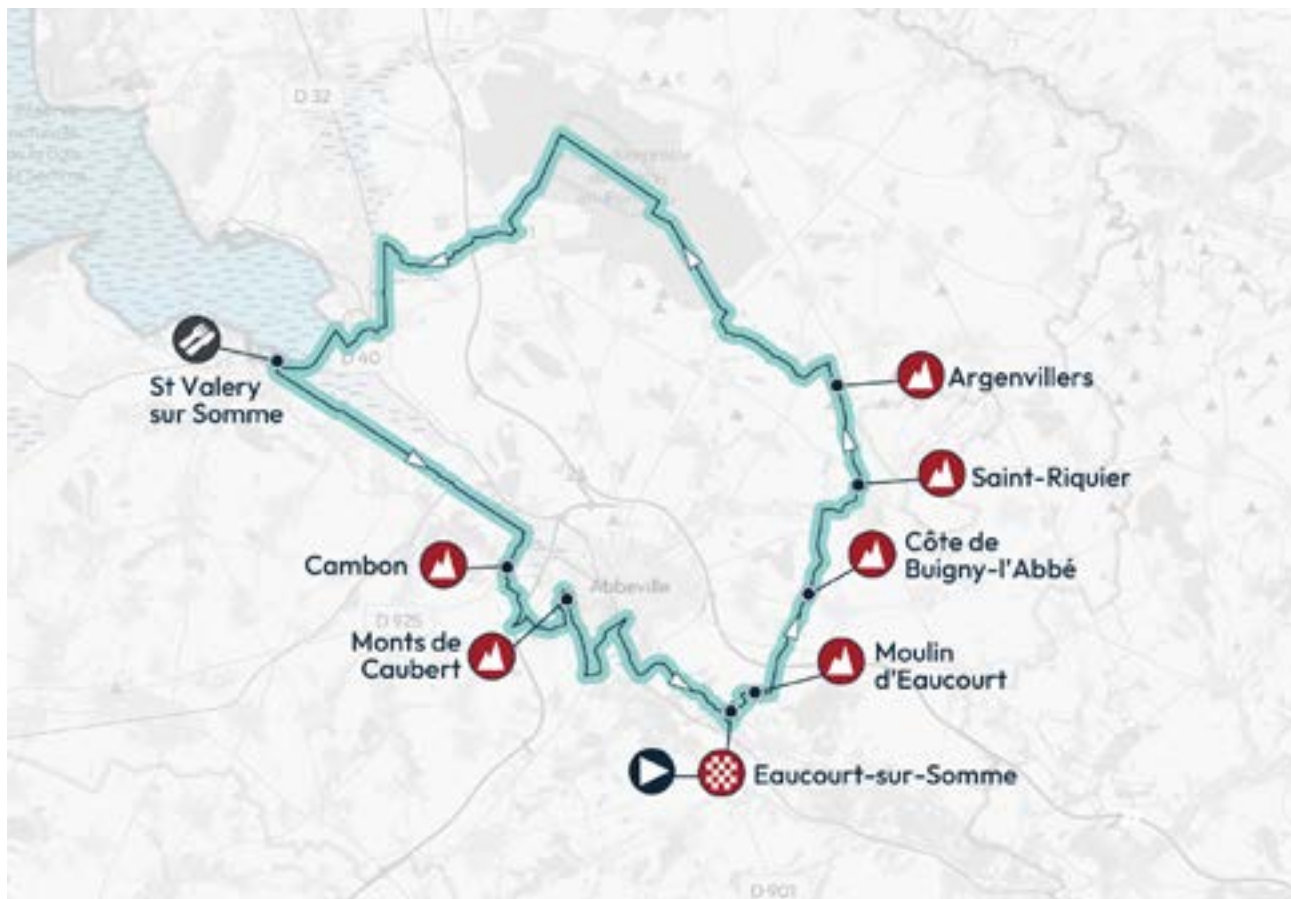 D 32
D 40
St Valery
sur Somme
Argenvillers
Saint-Riquier
Côte de
Buigny-l'Abbé
Cambon
Abbeville
D 925
Monts de
Caubert
Moulin
d'Eaucourt
Eaucourt-sur-Somme
D 901